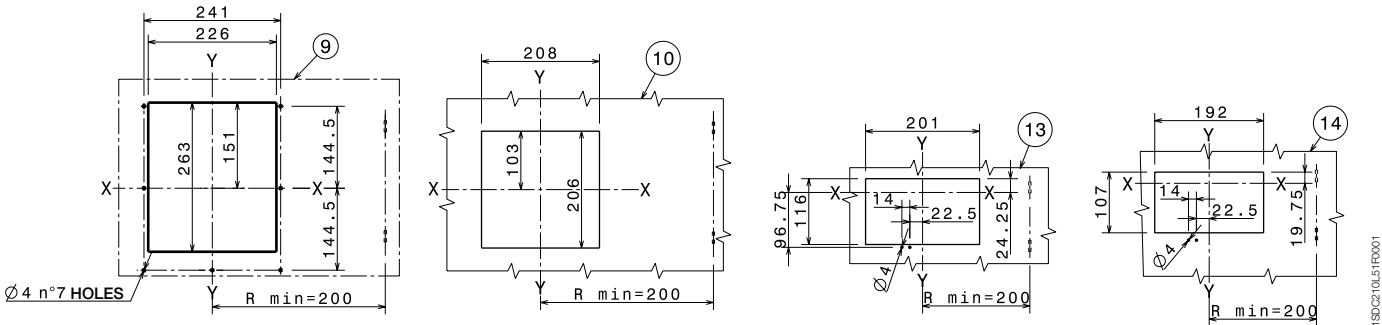 241
226
Y
9
X
X
263
151
144.5
144.5
Y
Ø4 n°7 HOLES
R min=200
208
Y
10
103
X
X
206
Y
R min=200
201
Y
13
X
X
96.75
116
14
22.5
24.25
Ø4
Y
R min=200
192
Y
14
X
X
107
14
22.5
19.75
Ø4
Y
R min=200
1SDC210L51F0001